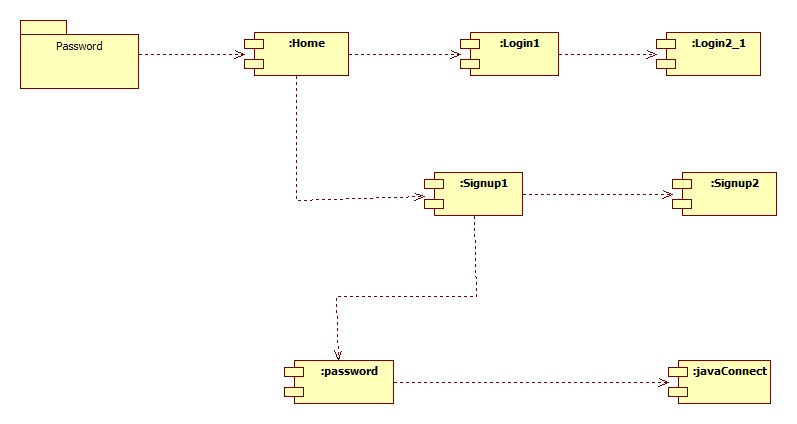 Password
:Home
:Login1
:Login2_1
:Signup1
:Signup2
:password
:javaConnect